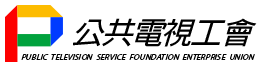 公共電視工會
PUBLIC TELEVISION SERVICE FOUNDATION ENTERPRISE UNION